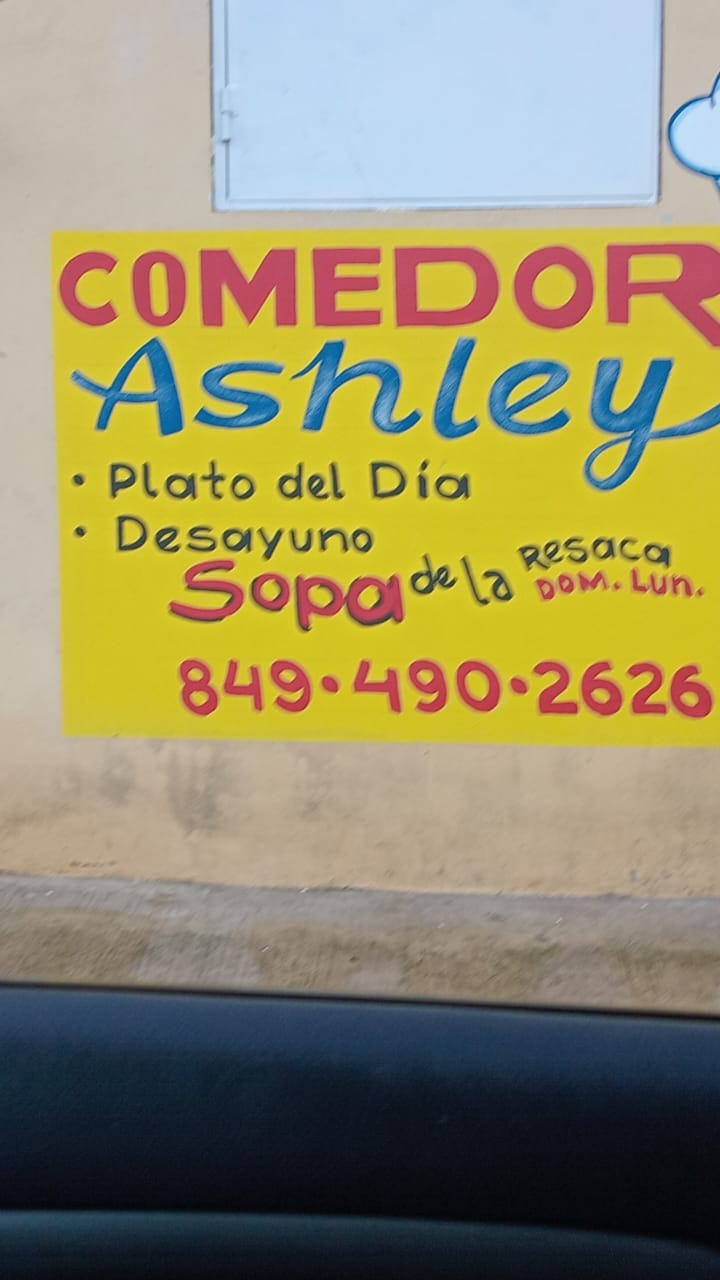 COMEDOR
Ashley
• Plato del Día
• Desayuno
Sopa de la Resaca
DOM. Lun.
849•490•2626